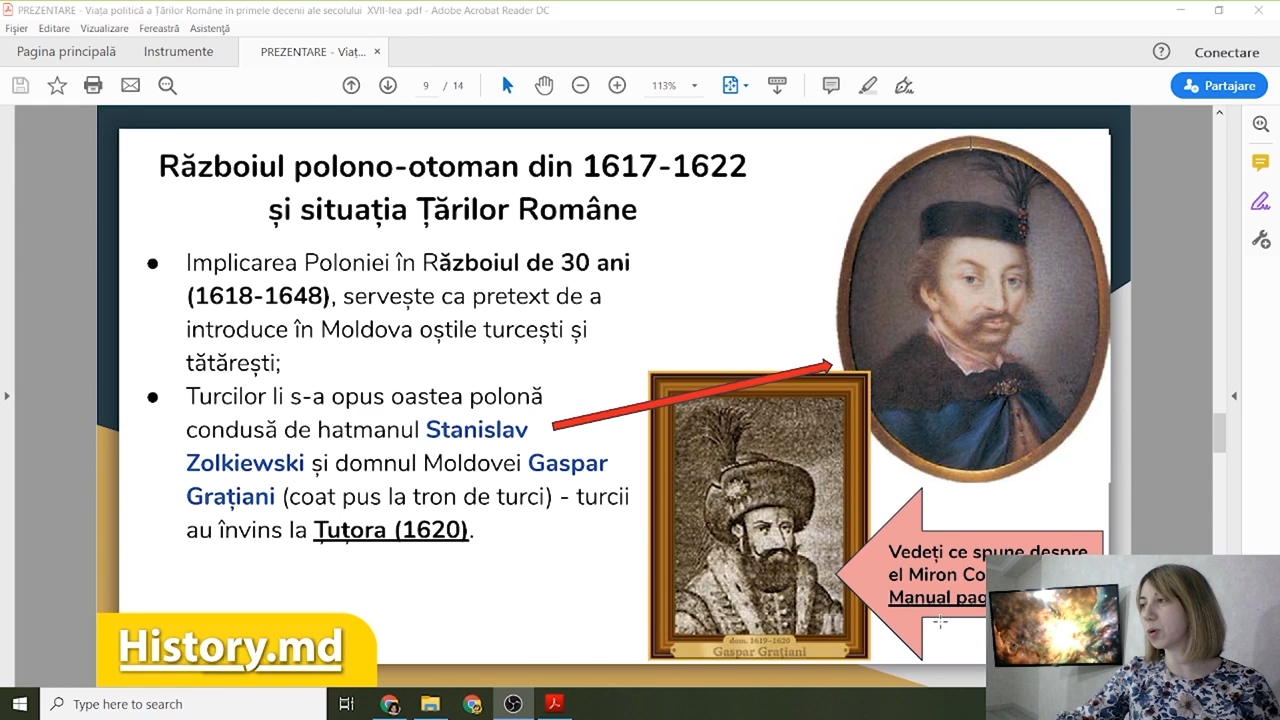 PREZENTARE - Viața politică a Țărilor Române în primele decenii ale secolului XVII-lea .pdf - Adobe Acrobat Reader DC
Fișier Editare Vizualizare Fereastră Asistență
Pagina principală Instrumente PREZENTARE - Viaț... × Conectare
9 / 14 113% Partajare
Războiul polono-otoman din 1617-1622
și situația Țărilor Române
● Implicarea Poloniei în Războiul de 30 ani
(1618-1648), servește ca pretext de a
introduce în Moldova oștile turcești și
tătărești;
● Turcilor li s-a opus oastea polonă
condusă de hatmanul Stanislav
Zolkiewski și domnul Moldovei Gaspar
Grațiani (coat pus la tron de turci) - turcii
au învins la Țuțora (1620).
dom. 1619-1620
Gaspar Grațiani
Vedeți ce spune despre
el Miron
Manual
History.md
Type here to search